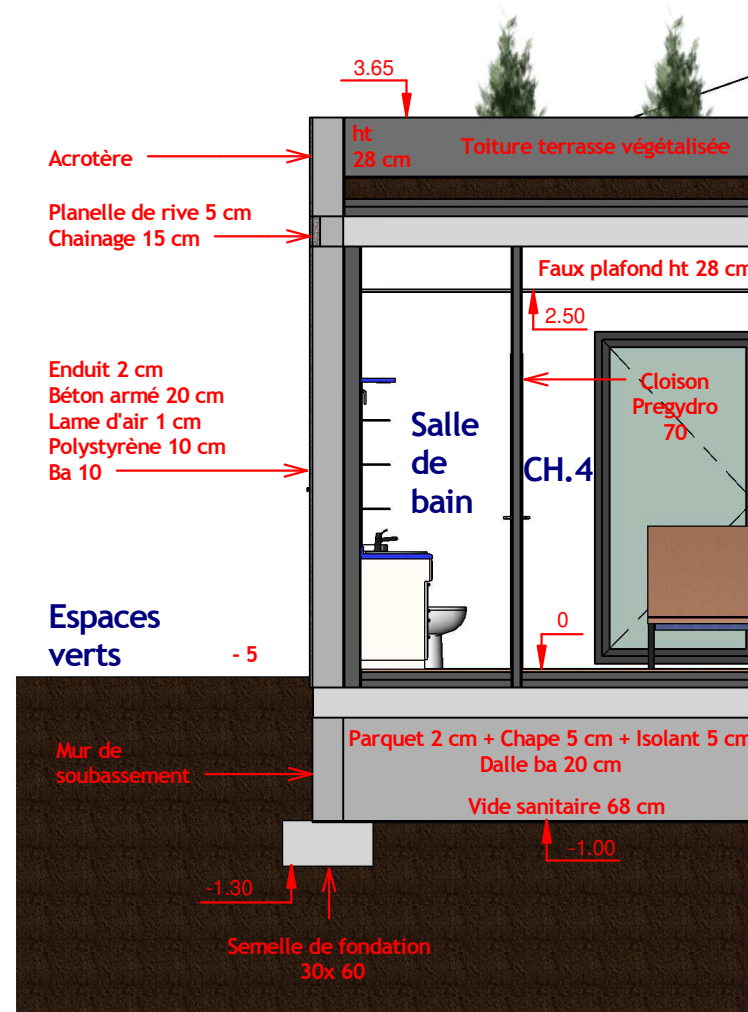 3.65
ht
28 cm
Toiture terrasse végétalisée
Acrotère
Planelle de rive 5 cm
Chainage 15 cm
Faux plafond ht 28 cm
2.50
Enduit 2 cm
Béton armé 20 cm
Lame d'air 1 cm
Polystyrène 10 cm
Ba 10
Cloison
Pregydro
70
Salle
de
bain
CH.4
Espaces
verts
- 5
0
Mur de
soubassement
Parquet 2 cm + Chape 5 cm + Isolant 5 cm
Dalle ba 20 cm
Vide sanitaire 68 cm
-1.00
-1.30
Semelle de fondation
30x 60